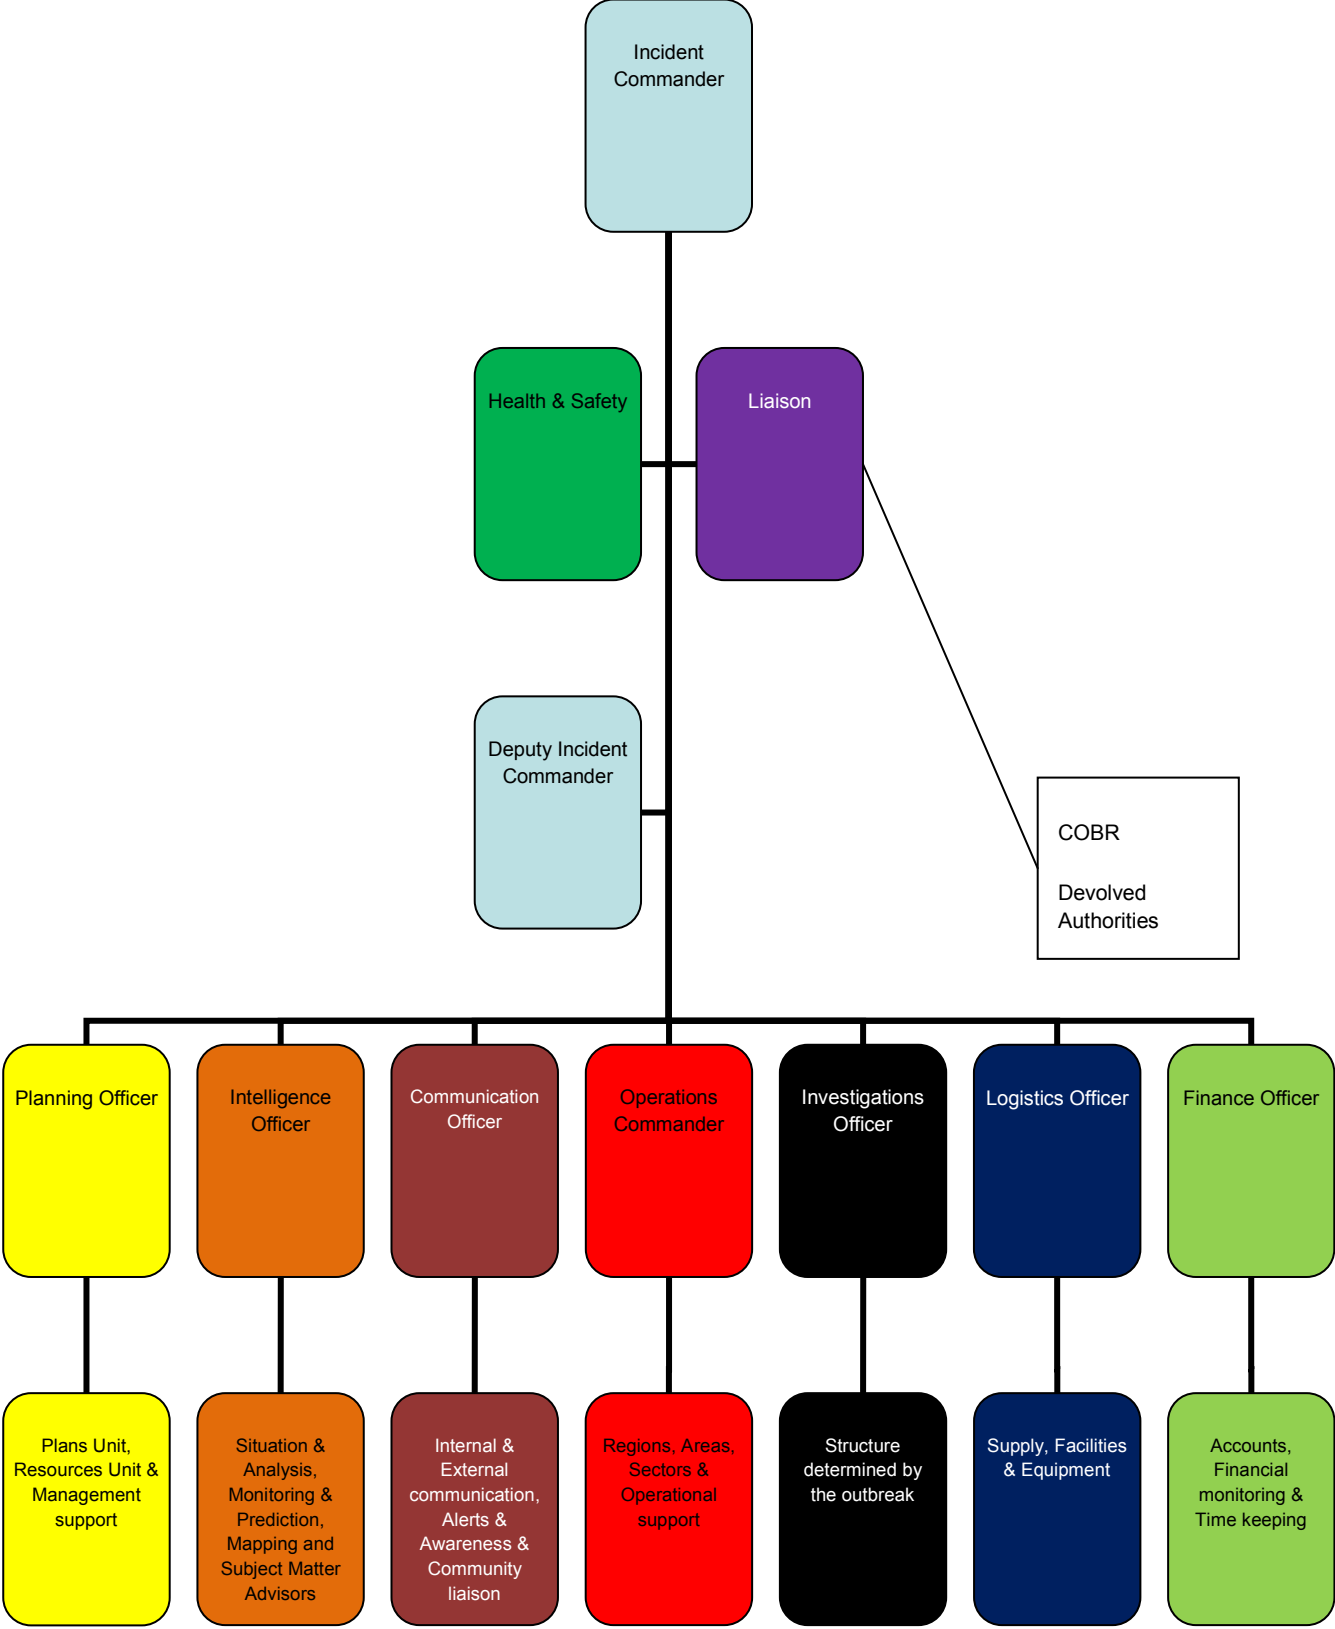 Incident
Commander
Health & Safety
Liaison
Deputy Incident
Commander
COBR
Devolved
Authorities
Planning Officer
Intelligence
Officer
Communication
Officer
Operations
Commander
Investigations
Officer
Logistics Officer
Finance Officer
Plans Unit,
Resources Unit &
Management
support
Situation &
Analysis,
Monitoring &
Prediction,
Mapping and
Subject Matter
Advisors
Internal &
External
communication,
Alerts &
Awareness &
Community
liaison
Regions, Areas,
Sectors &
Operational
support
Structure
determined by
the outbreak
Supply, Facilities
& Equipment
Accounts,
Financial
monitoring &
Time keeping